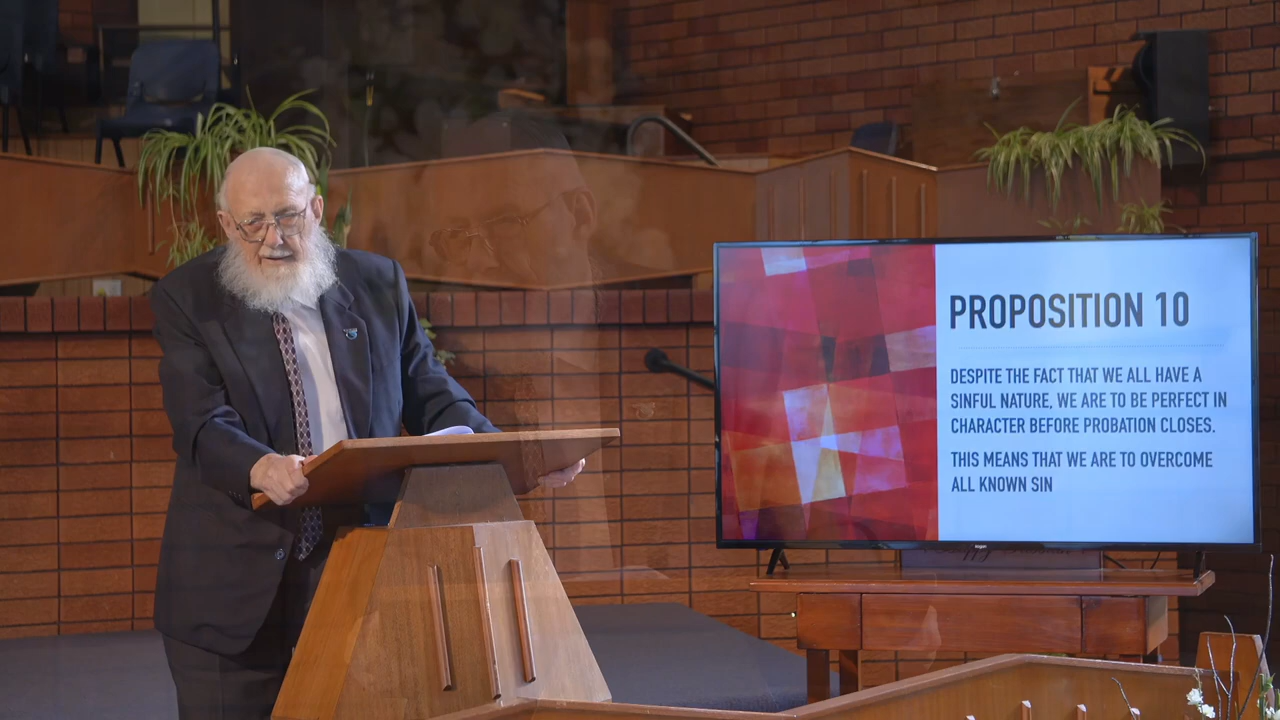 PROPOSITION 10
DESPITE THE FACT THAT WE ALL HAVE A
SINFUL NATURE, WE ARE TO BE PERFECT IN
CHARACTER BEFORE PROBATION CLOSES.
THIS MEANS THAT WE ARE TO OVERCOME
ALL KNOWN SIN